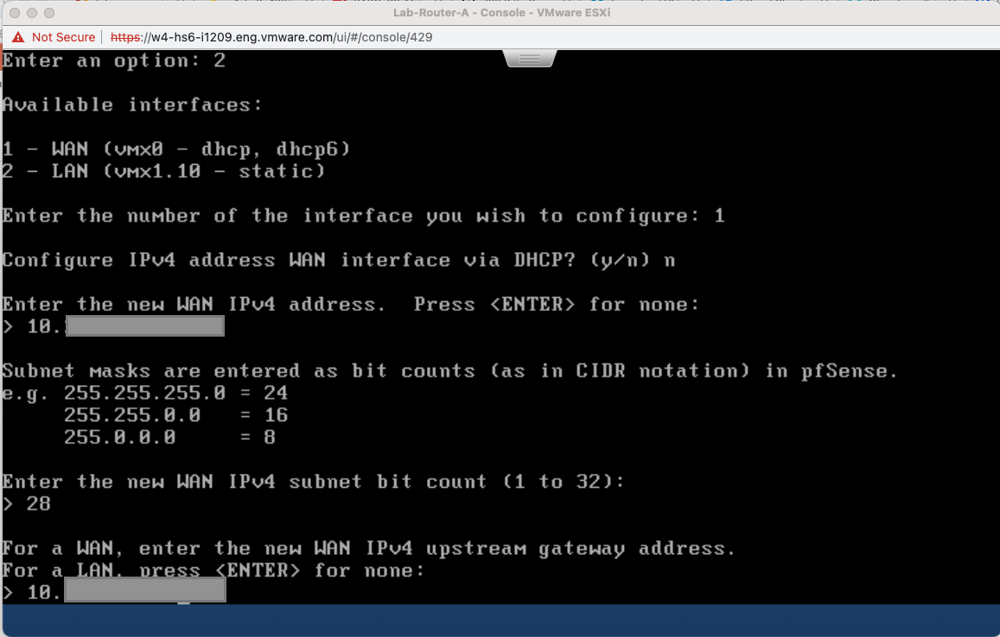 Lab-Router-A - Console - VMware ESXi
Not Secure https://w4-hs6-i1209.eng.vmware.com/ui/#/console/429
Enter an option: 2
Available interfaces:
1 - WAN (vmx0 - dhcp, dhcp6)
2 - LAN (vmx1.10 - static)
Enter the number of the interface you wish to configure: 1
Configure IPv4 address WAN interface via DHCP? (y/n) n
Enter the new WAN IPv4 address.  Press <ENTER> for none:
> 10.
Subnet masks are entered as bit counts (as in CIDR notation) in pfSense.
e.g. 255.255.255.0 = 24
     255.255.0.0   = 16
     255.0.0.0     = 8
Enter the new WAN IPv4 subnet bit count (1 to 32):
> 28
For a WAN, enter the new WAN IPv4 upstream gateway address.
For a LAN, press <ENTER> for none:
> 10.